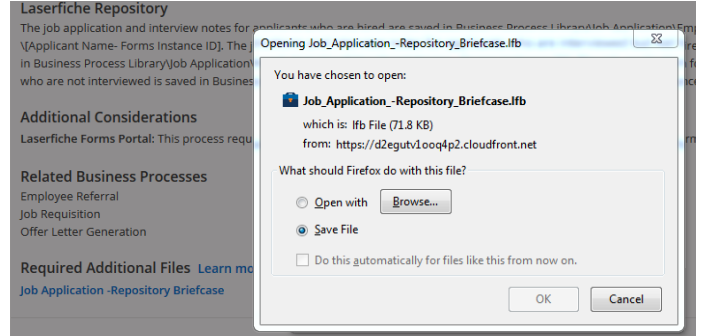 Laserfiche Repository
The job application and interview notes for applicants who are hired are saved in Business Process Library\Job Application\Emp
\[Applicant Name- Forms Instance ID]. The j
in Business Process Library\Job Application\
who are not interviewed is saved in Busines
Additional Considerations
Laserfiche Forms Portal: This process requ
Related Business Processes
Employee Referral
Job Requisition
Offer Letter Generation
Required Additional Files Learn mo
Job Application -Repository Briefcase
Opening Job_Application_-Repository_Briefcase.lfb
You have chosen to open:
Job_Application_-Repository_Briefcase.lfb
which is: lfb File (71.8 KB)
from: https://d2egutv1ooq4p2.cloudfront.net
What should Firefox do with this file?
Open with Browse...
Save File
Do this automatically for files like this from now on.
OK Cancel